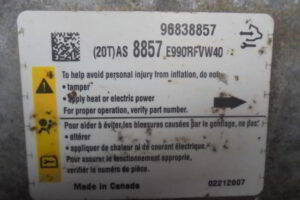 96838857
(20T)AS 8857 E990RFVW40
To help avoid personal injury from inflation, do not:
• tamper
• apply heat or electric power
For proper operation, verify part number.
Pour aider à éviter les blessures causées par le gonflage, ne pas:
• altérer
• appliquer de chaleur ni de courant électrique.
Pour assurer le fonctionnement approprié,
vérifier le numéro de pièce.
Made in Canada 02212007